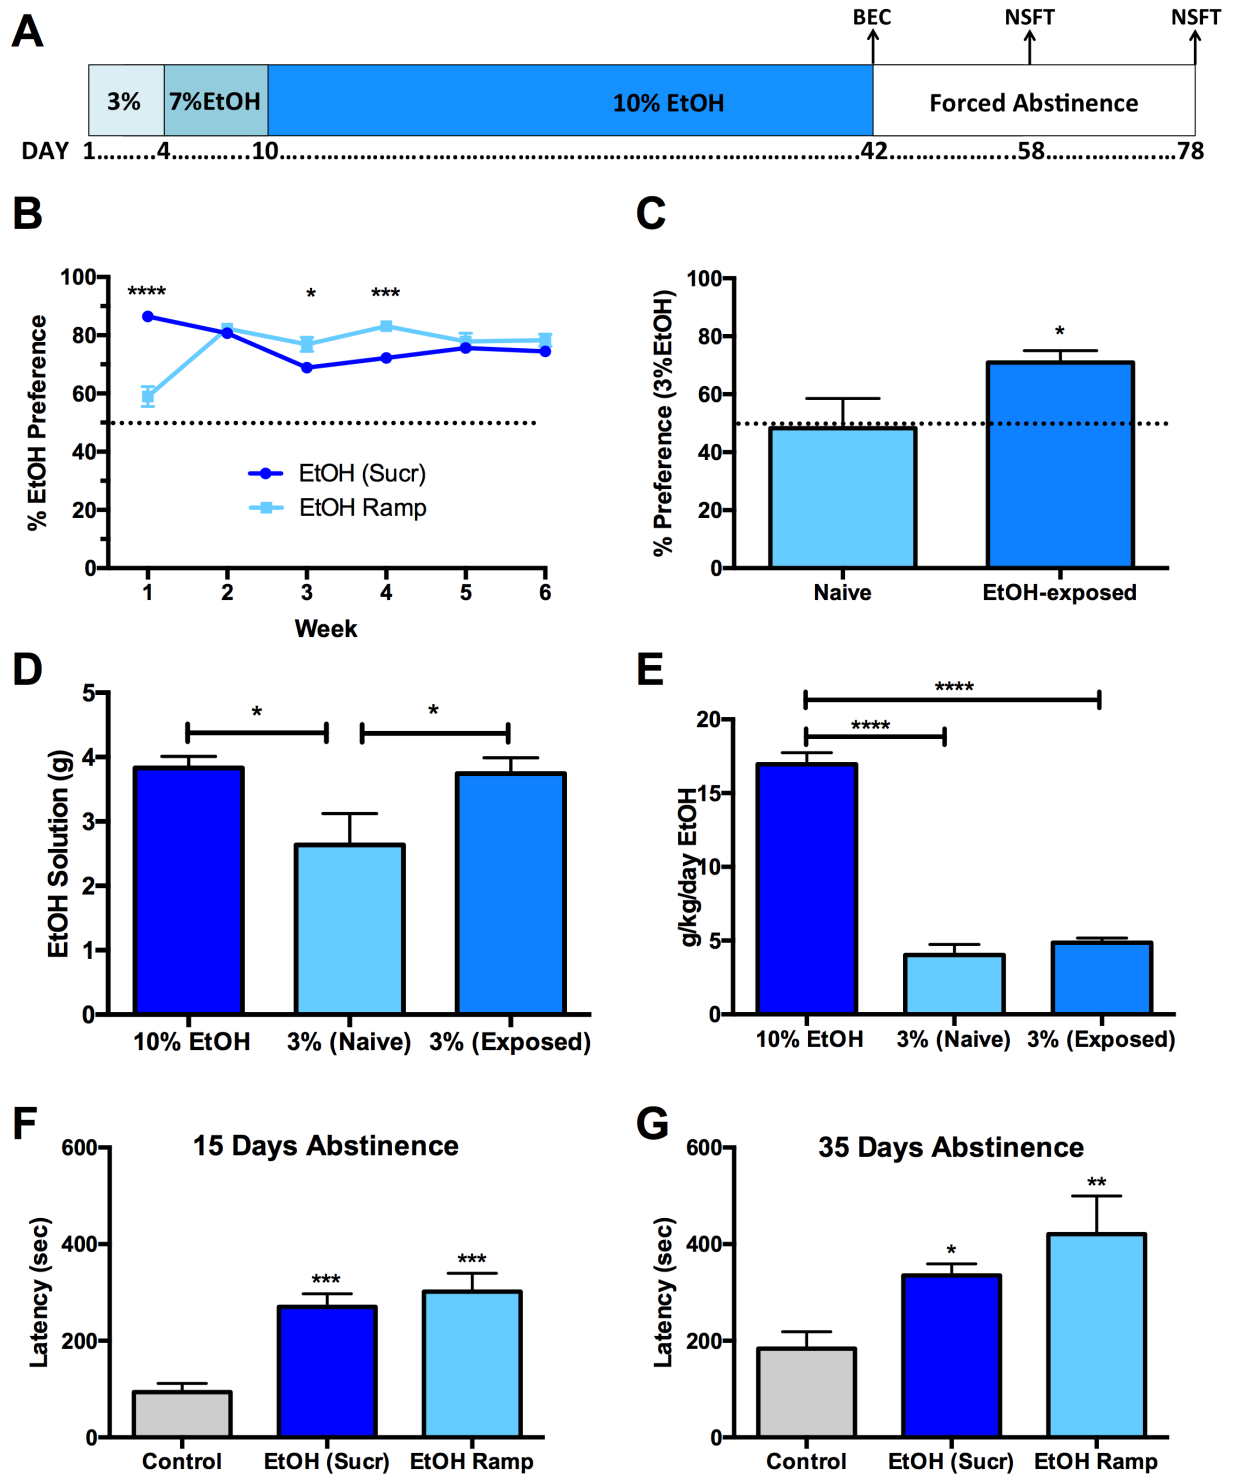 A
BEC NSFT NSFT
3% 7%EtOH 10% EtOH Forced Abstinence
DAY 1.........4............10......................................................................42................58...................78
B
% EtOH Preference
100
80
60
40
20
0
**** * ***
EtOH (Sucr)
EtOH Ramp
1 2 3 4 5 6
Week
C
% Preference (3%EtOH)
100
80
60
40
20
0
*
Naive EtOH-exposed
D
EtOH Solution (g)
5
4
3
2
1
0
* *
10% EtOH 3% (Naive) 3% (Exposed)
E
g/kg/day EtOH
20
15
10
5
0
****
****
10% EtOH 3% (Naive) 3% (Exposed)
F
15 Days Abstinence
Latency (sec)
600
400
200
0
*** ***
Control EtOH (Sucr) EtOH Ramp
G
35 Days Abstinence
Latency (sec)
600
400
200
0
* **
Control EtOH (Sucr) EtOH Ramp